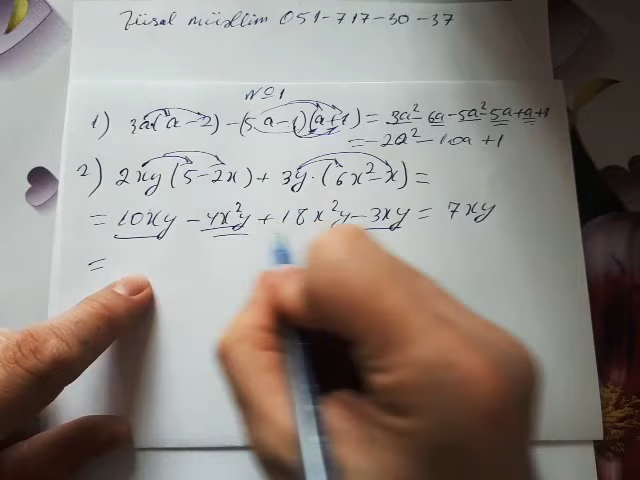 Züsal müəllim 051-717-30-37
№1
1) 3a(a-2)-(5a-1)(a+1)=3a²-6a-5a²-5a+a+1
=-2a²-10a+1
2) 2xy(5-2x)+3y·(6x²-x)=
=10xy-4x²y+18x²y-3xy=7xy
=